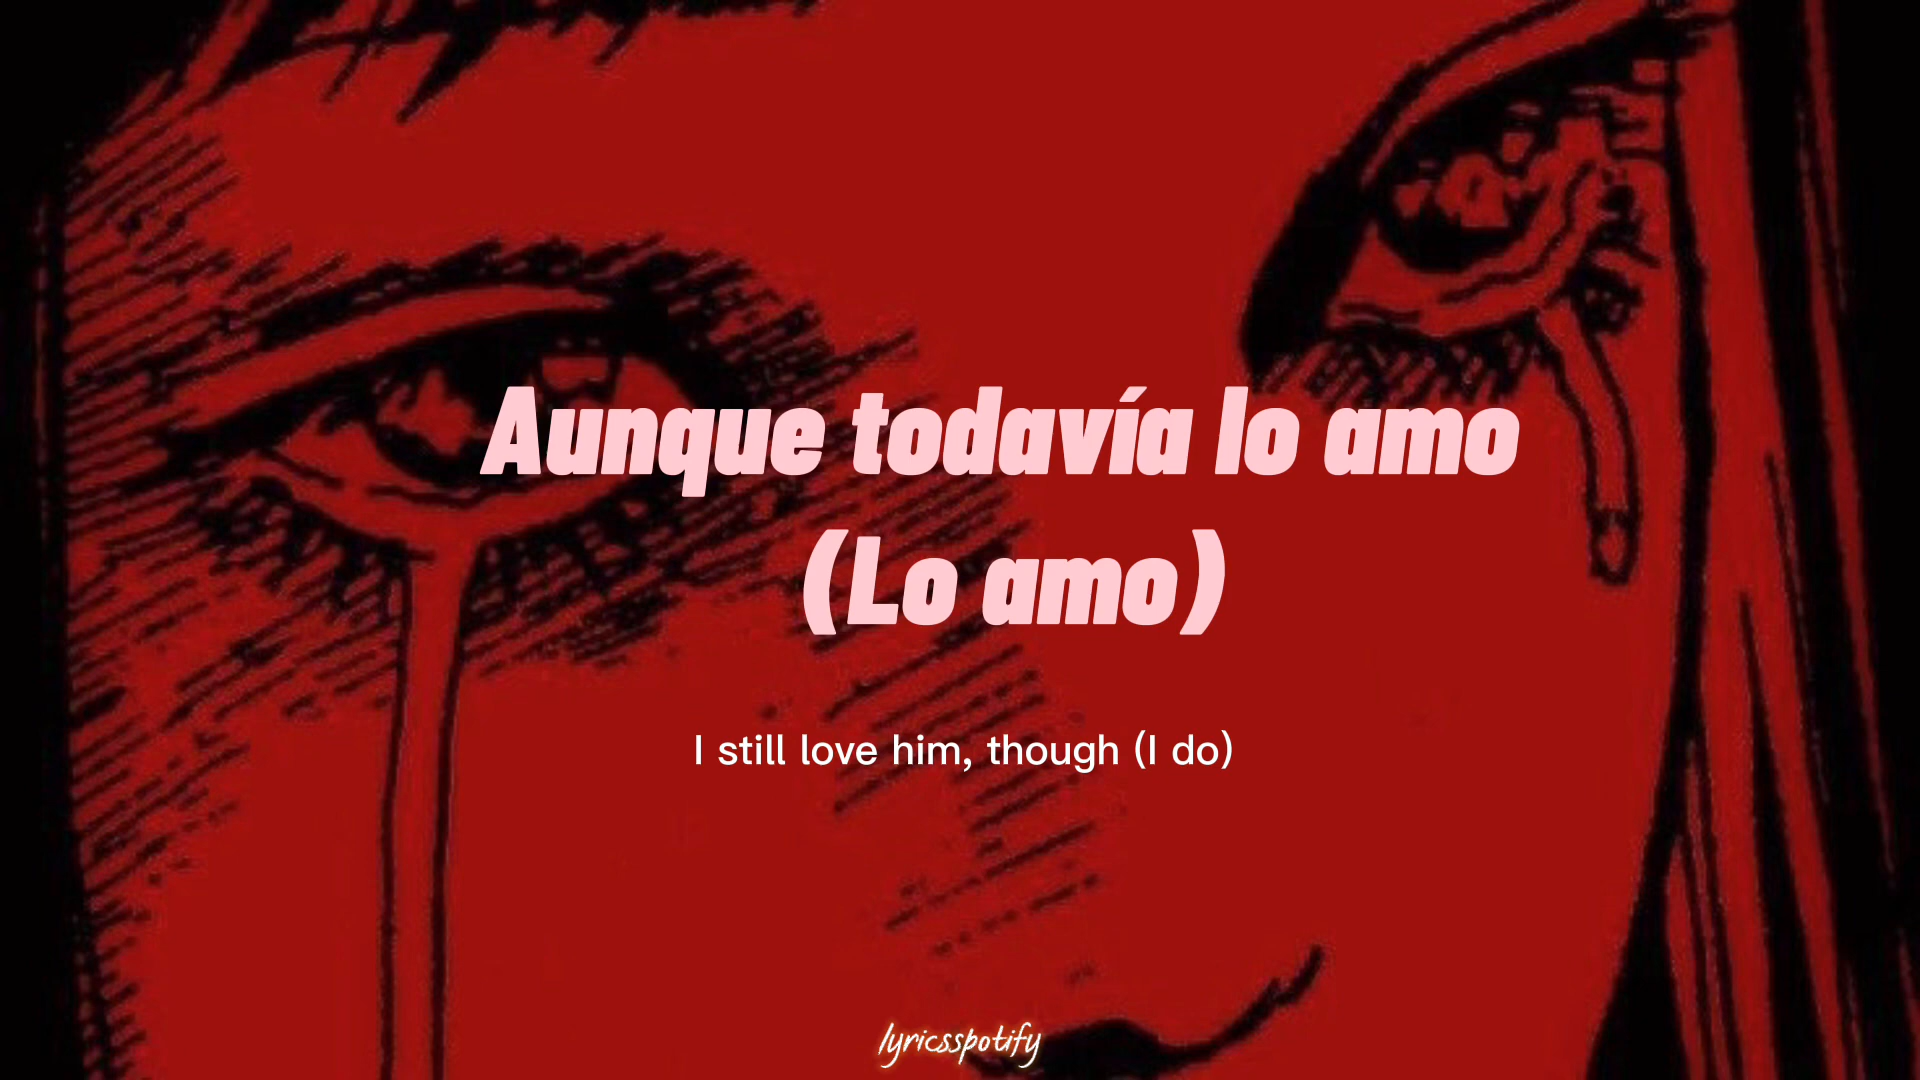 Aunque todavía lo amo
(Lo amo)
I still love him, though (I do)
lyricsspotify